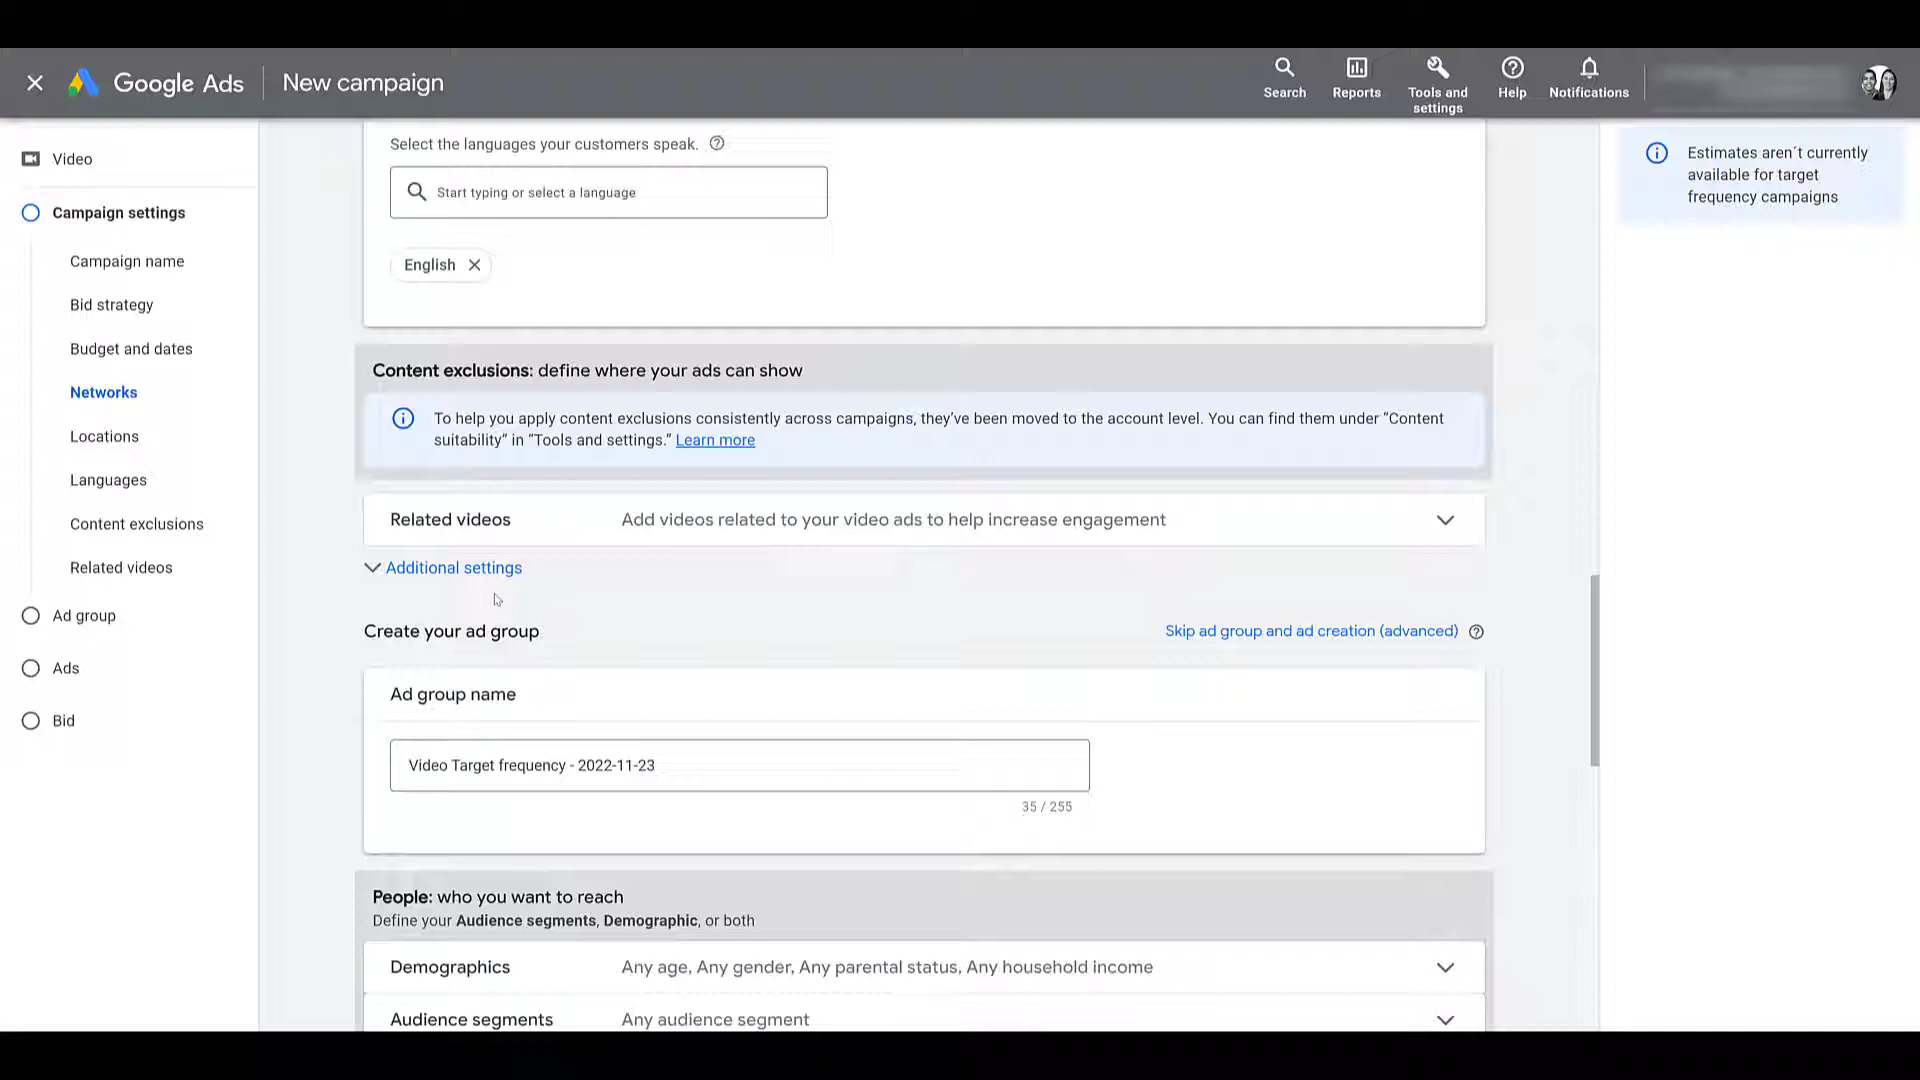 Google Ads
New campaign
Search
Reports
Tools and
settings
Help
Notifications
Video
Campaign settings
Campaign name
Bid strategy
Budget and dates
Networks
Locations
Languages
Content exclusions
Related videos
Ad group
Ads
Bid
Select the languages your customers speak.
Start typing or select a language
English
Content exclusions: define where your ads can show
To help you apply content exclusions consistently across campaigns, they’ve been moved to the account level. You can find them under “Content
suitability” in “Tools and settings.” Learn more
Related videos Add videos related to your video ads to help increase engagement
Additional settings
Create your ad group
Skip ad group and ad creation (advanced)
Ad group name
Video Target frequency - 2022-11-23
35 / 255
People: who you want to reach
Define your Audience segments, Demographic, or both
Demographics Any age, Any gender, Any parental status, Any household income
Audience segments Any audience segment
Estimates aren´t currently
available for target
frequency campaigns